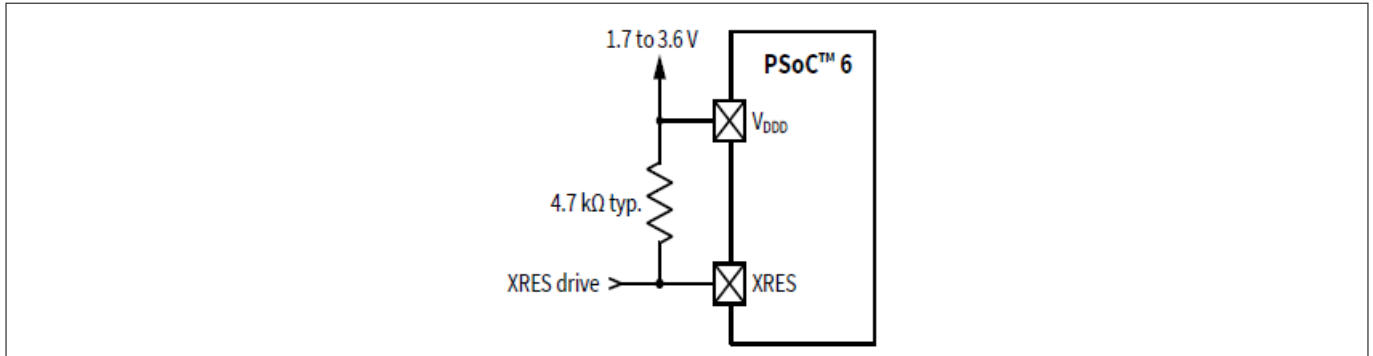 1.7 to 3.6 V
PSoC™ 6
VDDD
4.7 kΩ typ.
XRES drive
XRES